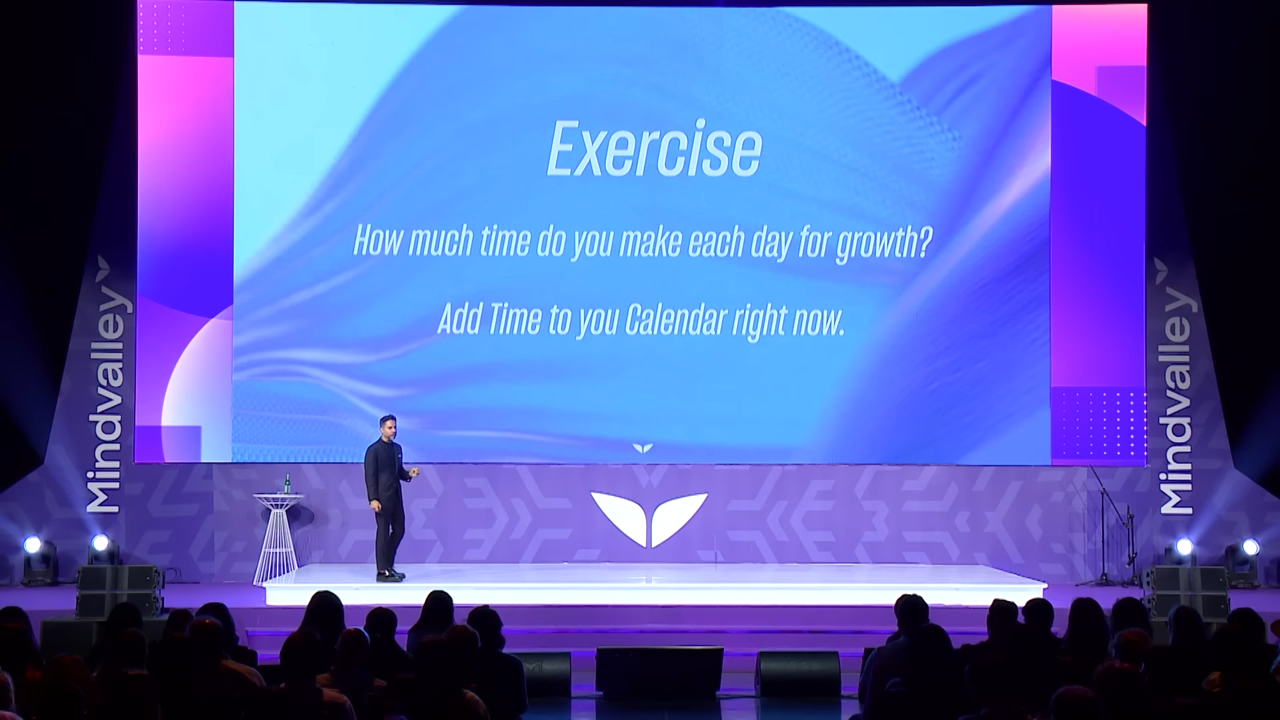 Exercise
How much time do you make each day for growth?
Add Time to you Calendar right now.
Mindvalley
Mindvalley